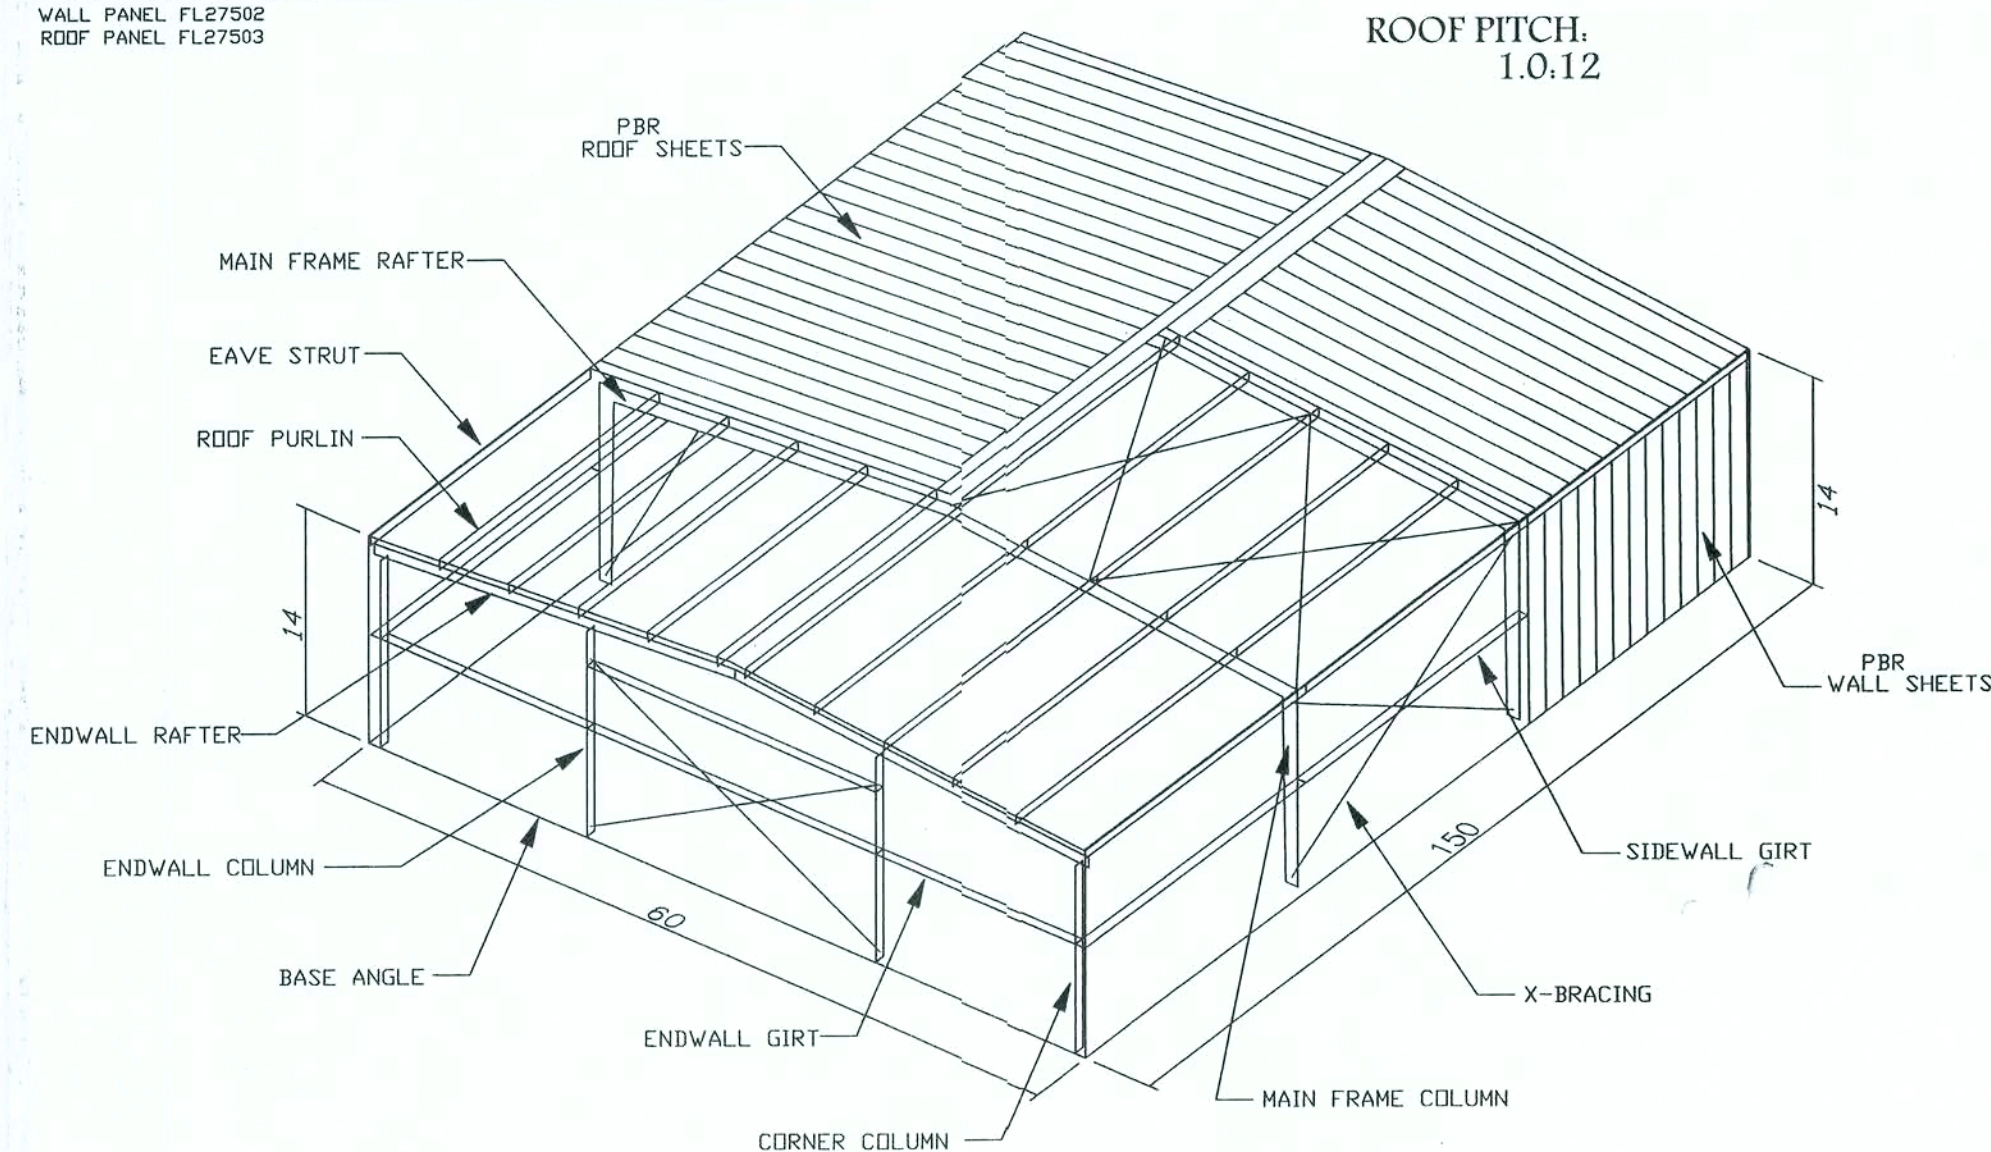 WALL PANEL FL27502
ROOF PANEL FL27503
ROOF PITCH:
1.0:12
PBR
ROOF SHEETS
MAIN FRAME RAFTER
EAVE STRUT
ROOF PURLIN
14
14
PBR
WALL SHEETS
ENDWALL RAFTER
150
SIDEWALL GIRT
ENDWALL COLUMN
60
BASE ANGLE
X-BRACING
ENDWALL GIRT
MAIN FRAME COLUMN
CORNER COLUMN